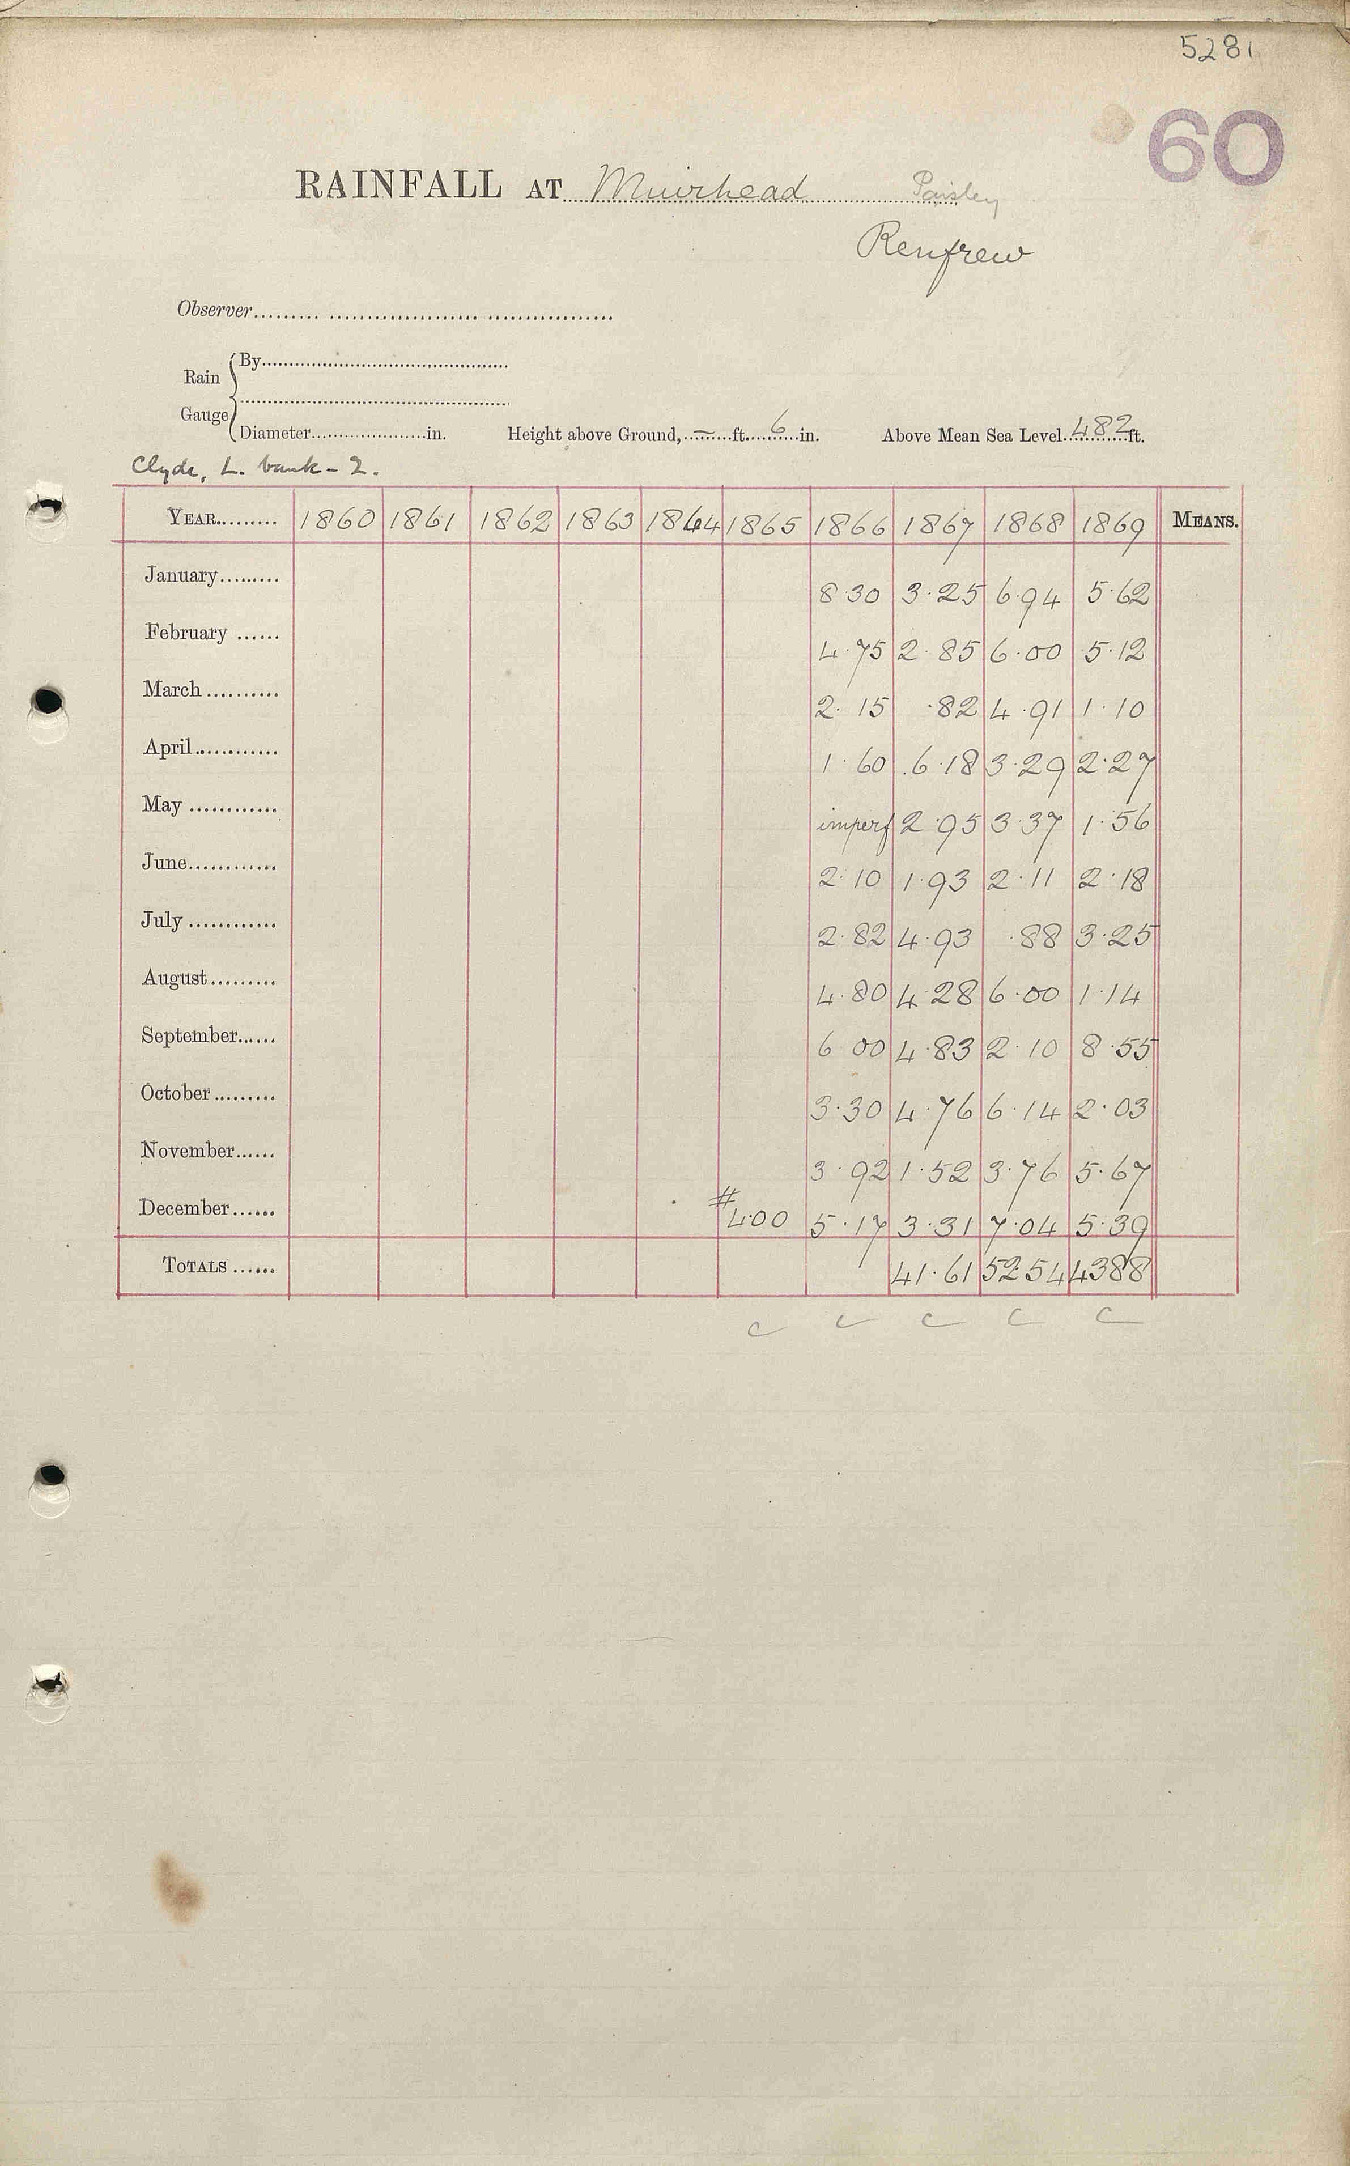 5281
60
RAINFALL AT Muirhead Paisley
Renfrew
Observer
Rain Gauge
By
Diameter in. Height above Ground, – ft. 6 in. Above Mean Sea Level 482 ft.
Clyde, L. bank - 2.
YEAR 1860 1861 1862 1863 1864 1865 1866 1867 1868 1869 MEANS.
January 8·30 3·25 6·94 5·62
February 4·75 2·85 6·00 5·12
March 2·15 ·82 4·91 1·10
April 1·60 6·18 3·29 2·27
May imperf 2·95 3·37 1·56
June 2·10 1·93 2·11 2·18
July 2·82 4·93 ·88 3·25
August 4·80 4·28 6·00 1·14
September 6·00 4·83 2·10 8·55
October 3·30 4·76 6·14 2·03
November 3·92 1·52 3·76 5·67
December #4·00 5·17 3·31 7·04 5·39
TOTALS 41·61 52·54 43·88
c c c c c